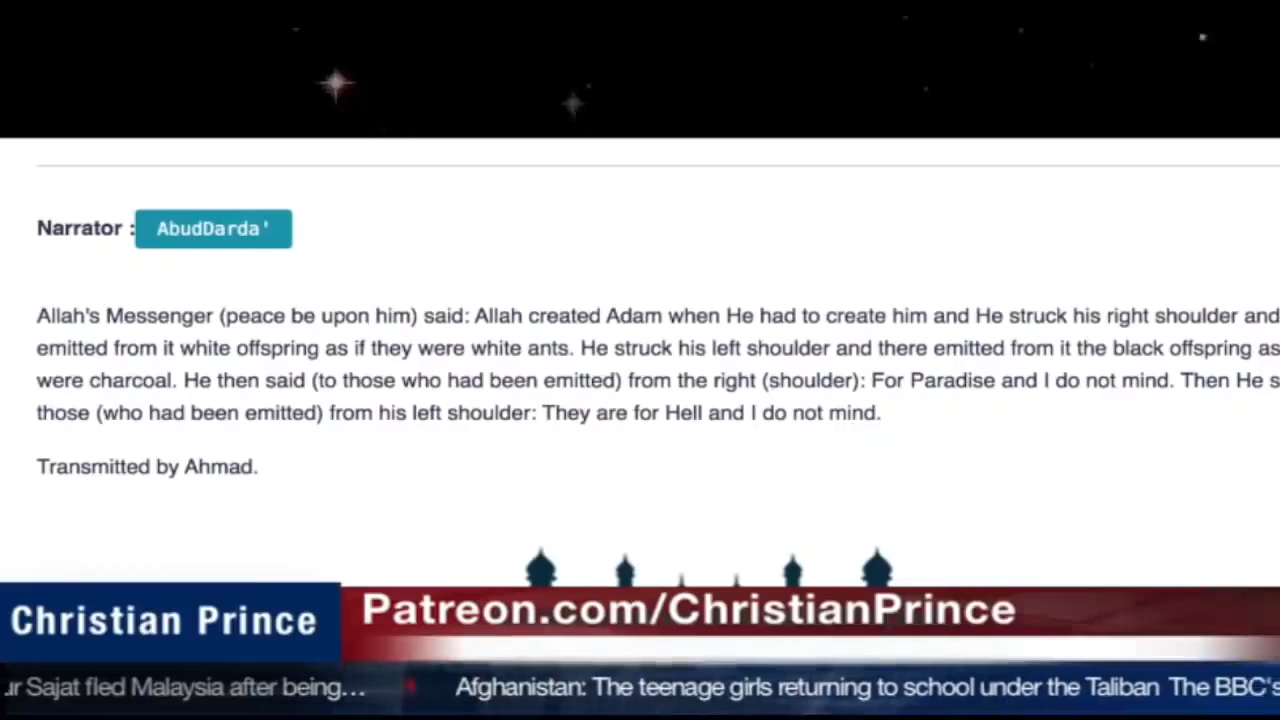 Narrator : AbudDarda'
Allah's Messenger (peace be upon him) said: Allah created Adam when He had to create him and He struck his right shoulder and
emitted from it white offspring as if they were white ants. He struck his left shoulder and there emitted from it the black offspring as
were charcoal. He then said (to those who had been emitted) from the right (shoulder): For Paradise and I do not mind. Then He s
those (who had been emitted) from his left shoulder: They are for Hell and I do not mind.
Transmitted by Ahmad.
Christian Prince
Patreon.com/ChristianPrince
ur Sajat fled Malaysia after being... Afghanistan: The teenage girls returning to school under the Taliban The BBC's